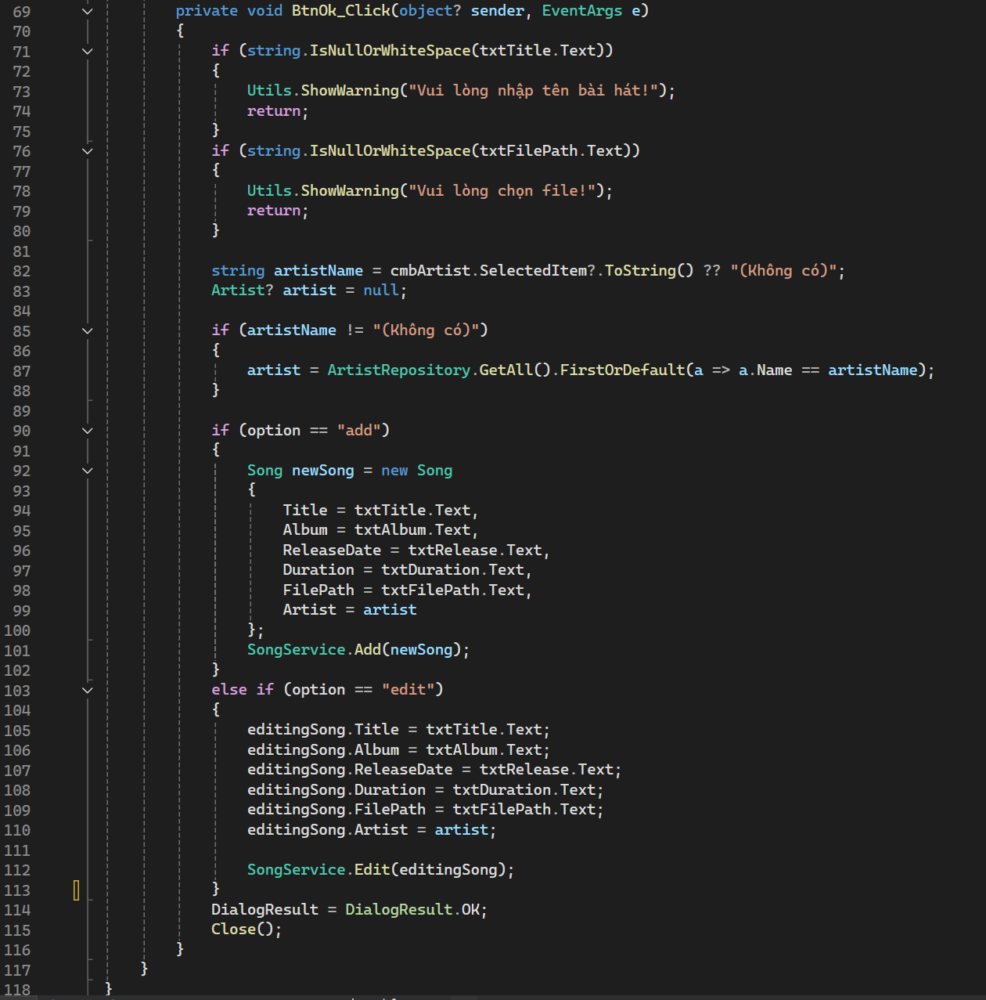 69 private void BtnOk_Click(object? sender, EventArgs e)
70 {
71 if (string.IsNullOrWhiteSpace(txtTitle.Text))
72 {
73 Utils.ShowWarning("Vui lòng nhập tên bài hát!");
74 return;
75 }
76 if (string.IsNullOrWhiteSpace(txtFilePath.Text))
77 {
78 Utils.ShowWarning("Vui lòng chọn file!");
79 return;
80 }
81
82 string artistName = cmbArtist.SelectedItem?.ToString() ?? "(Không có)";
83 Artist? artist = null;
84
85 if (artistName != "(Không có)")
86 {
87 artist = ArtistRepository.GetAll().FirstOrDefault(a => a.Name == artistName);
88 }
89
90 if (option == "add")
91 {
92 Song newSong = new Song
93 {
94 Title = txtTitle.Text,
95 Album = txtAlbum.Text,
96 ReleaseDate = txtRelease.Text,
97 Duration = txtDuration.Text,
98 FilePath = txtFilePath.Text,
99 Artist = artist
100 };
101 SongService.Add(newSong);
102 }
103 else if (option == "edit")
104 {
105 editingSong.Title = txtTitle.Text;
106 editingSong.Album = txtAlbum.Text;
107 editingSong.ReleaseDate = txtRelease.Text;
108 editingSong.Duration = txtDuration.Text;
109 editingSong.FilePath = txtFilePath.Text;
110 editingSong.Artist = artist;
111
112 SongService.Edit(editingSong);
113 }
114 DialogResult = DialogResult.OK;
115 Close();
116 }
117 }
118 }